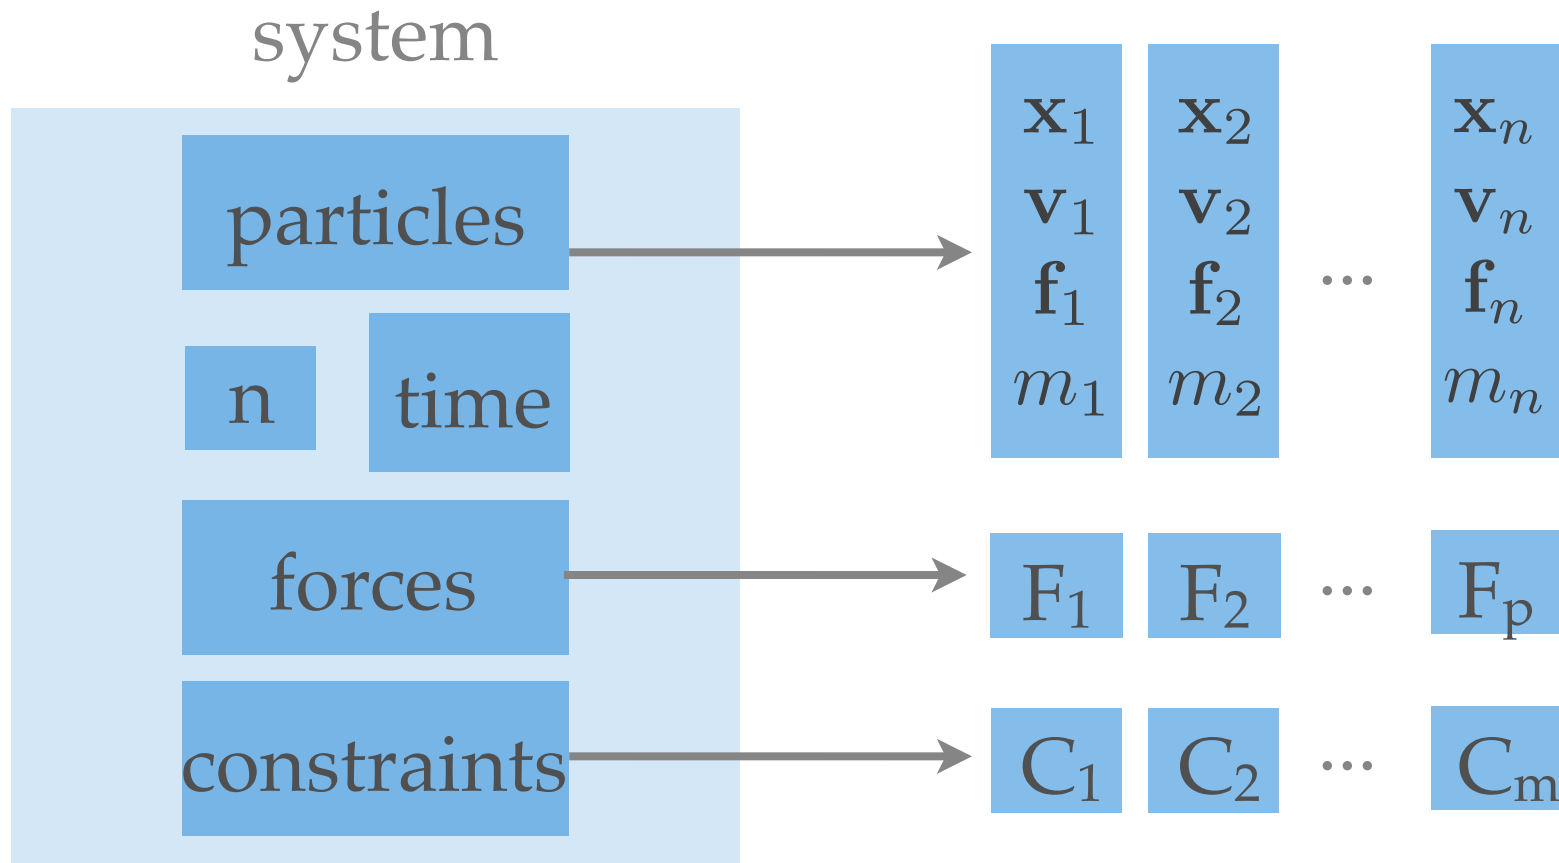 system
particles
n
time
forces
constraints
x₁ x₂ ... xₙ
v₁ v₂ vₙ
f₁ f₂ fₙ
m₁ m₂ mₙ
F₁ F₂ ... Fₚ
C₁ C₂ ... Cₘ